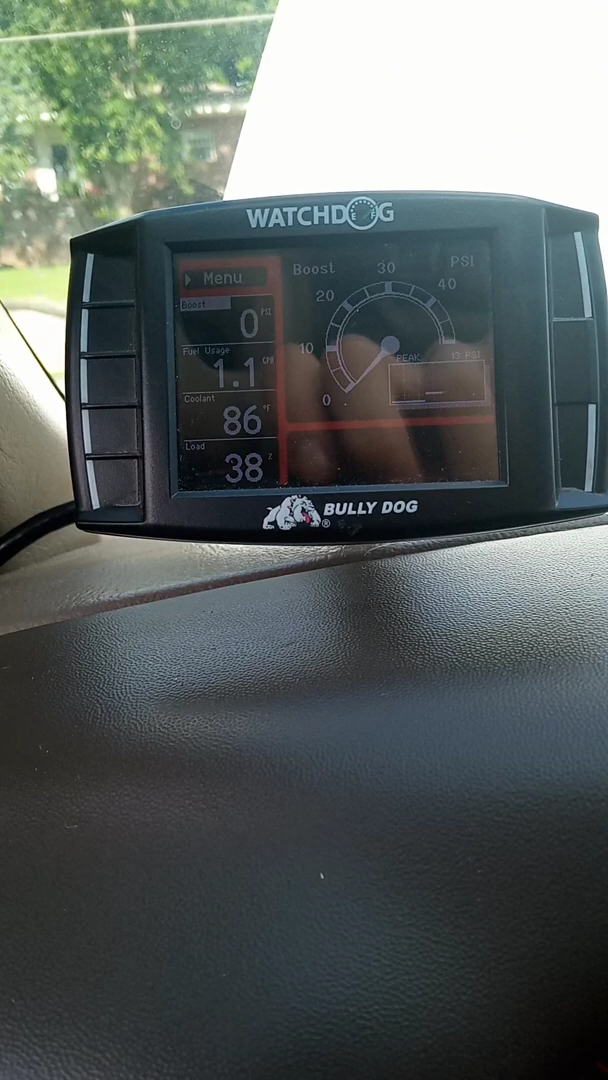 WATCHDOG
Menu
Boost
0 PSI
Fuel Usage
1.1 GPH
Coolant
86 °F
Load
38 %
Boost
PSI
0
10
20
30
40
PEAK 13 PSI
BULLY DOG ®